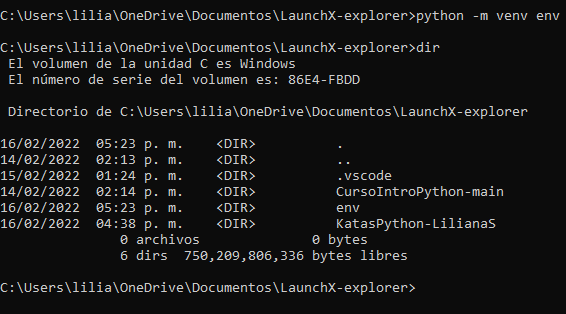 C:\Users\lilia\OneDrive\Documentos\LaunchX-explorer>python -m venv env
C:\Users\lilia\OneDrive\Documentos\LaunchX-explorer>dir
El volumen de la unidad C es Windows
El número de serie del volumen es: 86E4-FBDD
Directorio de C:\Users\lilia\OneDrive\Documentos\LaunchX-explorer
16/02/2022  05:23 p. m.    <DIR>          .
14/02/2022  02:13 p. m.    <DIR>          ..
15/02/2022  01:24 p. m.    <DIR>          .vscode
14/02/2022  02:14 p. m.    <DIR>          CursoIntroPython-main
16/02/2022  05:23 p. m.    <DIR>          env
16/02/2022  04:38 p. m.    <DIR>          KatasPython-LilianaS
0 archivos              0 bytes
6 dirs  750,209,806,336 bytes libres
C:\Users\lilia\OneDrive\Documentos\LaunchX-explorer>